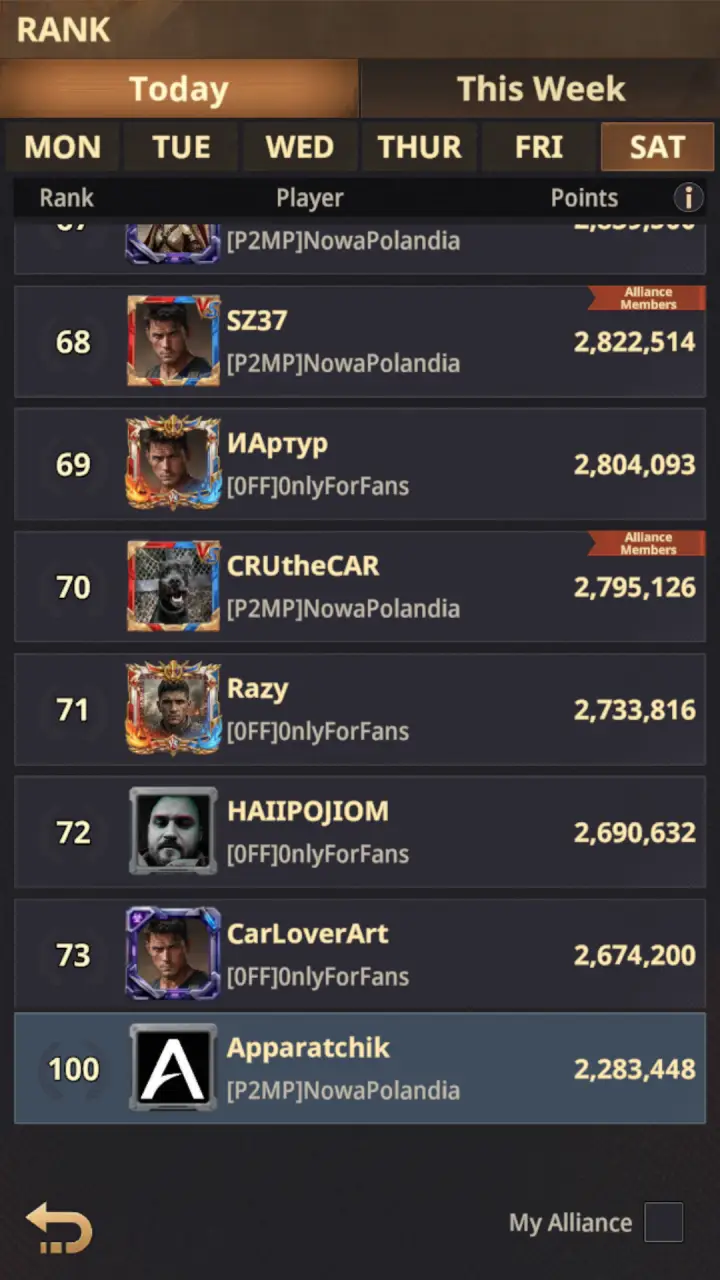 RANK
Today
This Week
MON
TUE
WED
THUR
FRI
SAT
Rank
Player
Points
[P2MP]NowaPolandia
68
SZ37
[P2MP]NowaPolandia
Alliance
Members
2,822,514
69
ИАртур
[0FF]0nlyForFans
2,804,093
70
CRUtheCAR
[P2MP]NowaPolandia
Alliance
Members
2,795,126
71
Razy
[0FF]0nlyForFans
2,733,816
72
HAIIPOJIOM
[0FF]0nlyForFans
2,690,632
73
CarLoverArt
[0FF]0nlyForFans
2,674,200
100
Apparatchik
[P2MP]NowaPolandia
2,283,448
My Alliance